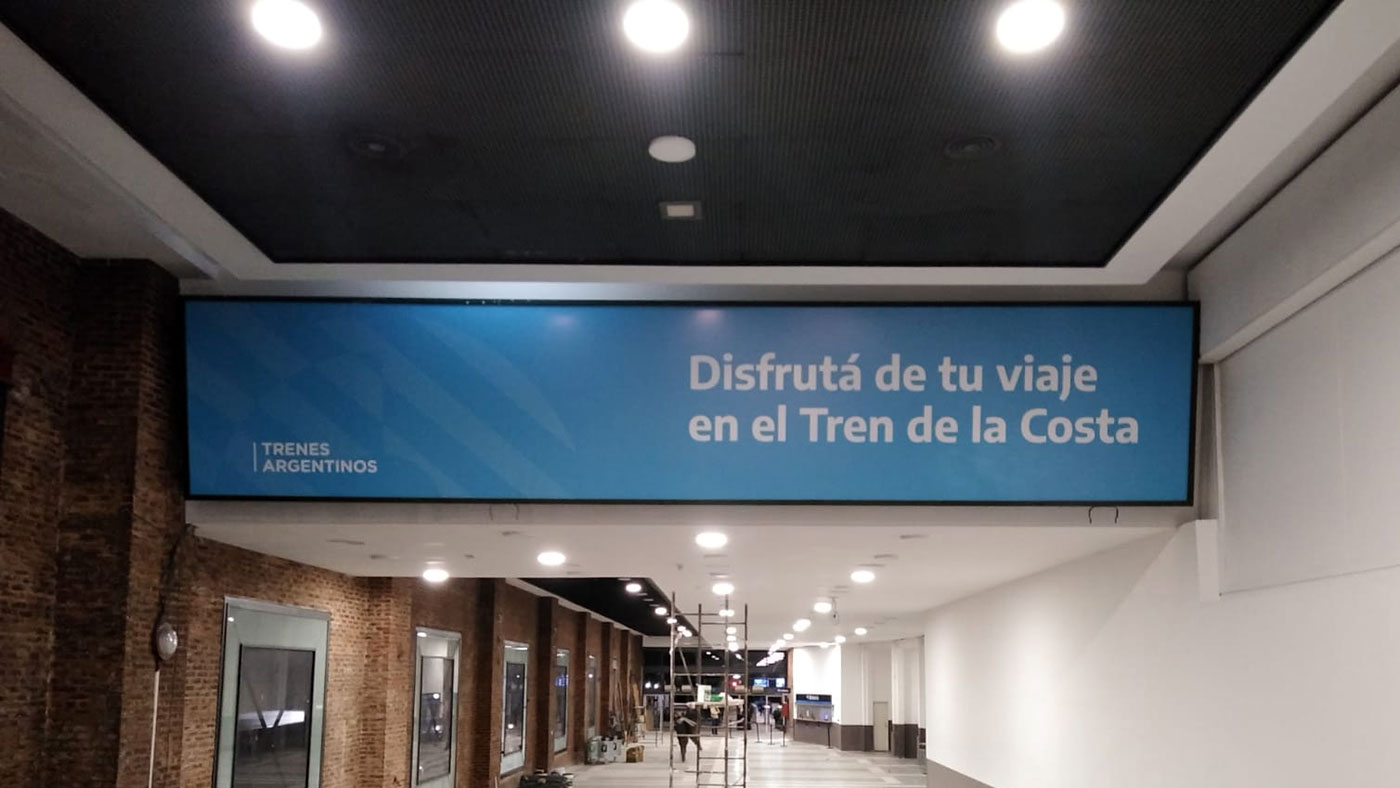 Disfrutá de tu viaje
en el Tren de la Costa
TRENES
ARGENTINOS